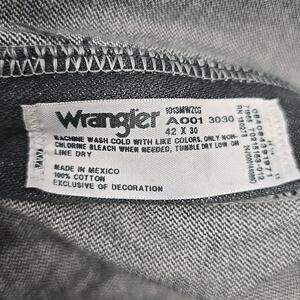 Wrangler
1013MWZCG
A001 3030
42 X 30
MACHINE WASH COLD WITH LIKE COLORS, ONLY NON-
CHLORINE BLEACH WHEN NEEDED, TUMBLE DRY LOW OR
LINE DRY
MADE IN MEXICO
100% COTTON
EXCLUSIVE OF DECORATION